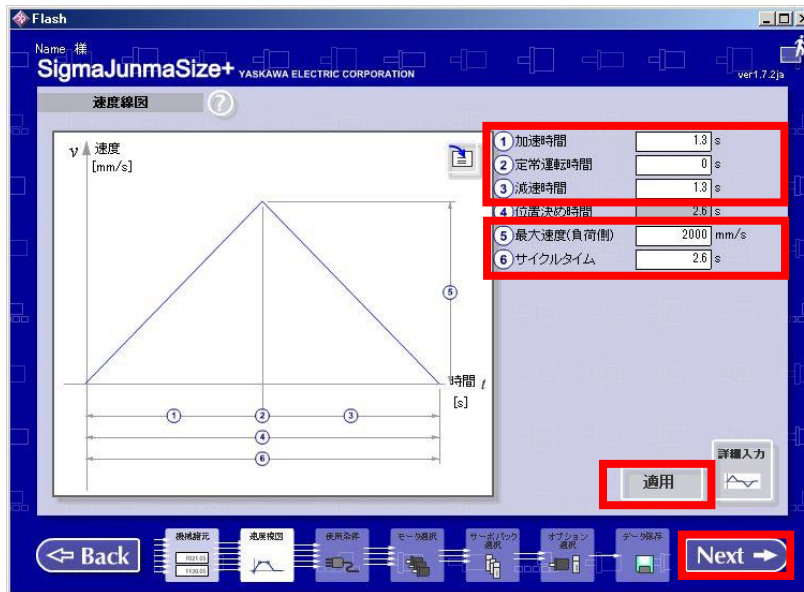 Flash
Name 様
SigmaJunmaSize+ YASKAWA ELECTRIC CORPORATION
ver1.7.2ja
速度線図 ?
ν 速度
[mm/s]
時間 t
[s]
① ② ③
④
⑥
⑤
① 加速時間 1.3 s
② 定常運転時間 0 s
③ 減速時間 1.3 s
④ 位置決め時間 2.6 s
⑤ 最大速度(負荷側) 2000 mm/s
⑥ サイクルタイム 2.6 s
詳細入力
適用
Back
機械諸元
速度線図
使用条件
モータ選択
サーボパック
選択
オプション
選択
データ保存
Next